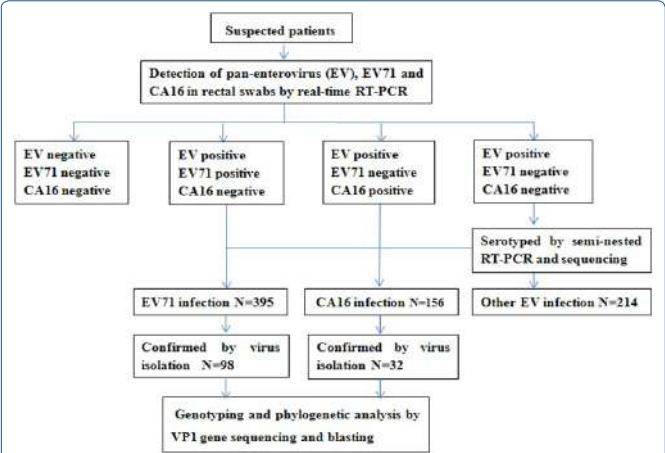 Suspected patients
Detection of pan-enterovirus (EV), EV71 and
CA16 in rectal swabs by real-time RT-PCR
EV negative
EV71 negative
CA16 negative
EV positive
EV71 positive
CA16 negative
EV positive
EV71 negative
CA16 positive
EV positive
EV71 negative
CA16 negative
Serotyped by semi-nested
RT-PCR and sequencing
EV71 infection N=395
CA16 infection N=156
Other EV infection N=214
Confirmed by virus
isolation N=98
Confirmed by virus
isolation N=32
Genotyping and phylogenetic analysis by
VP1 gene sequencing and blasting